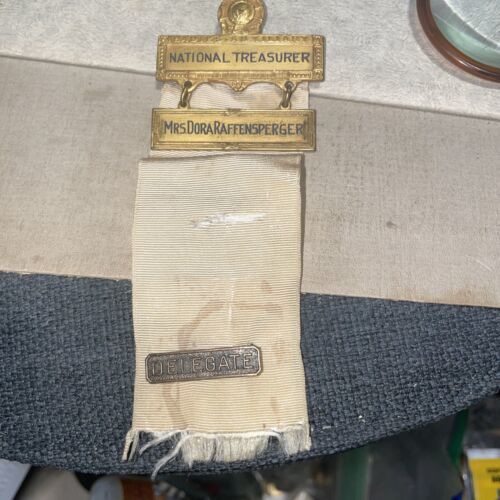 NATIONAL TREASURER
MRS DORA RAFFENSPERGER
DELEGATE